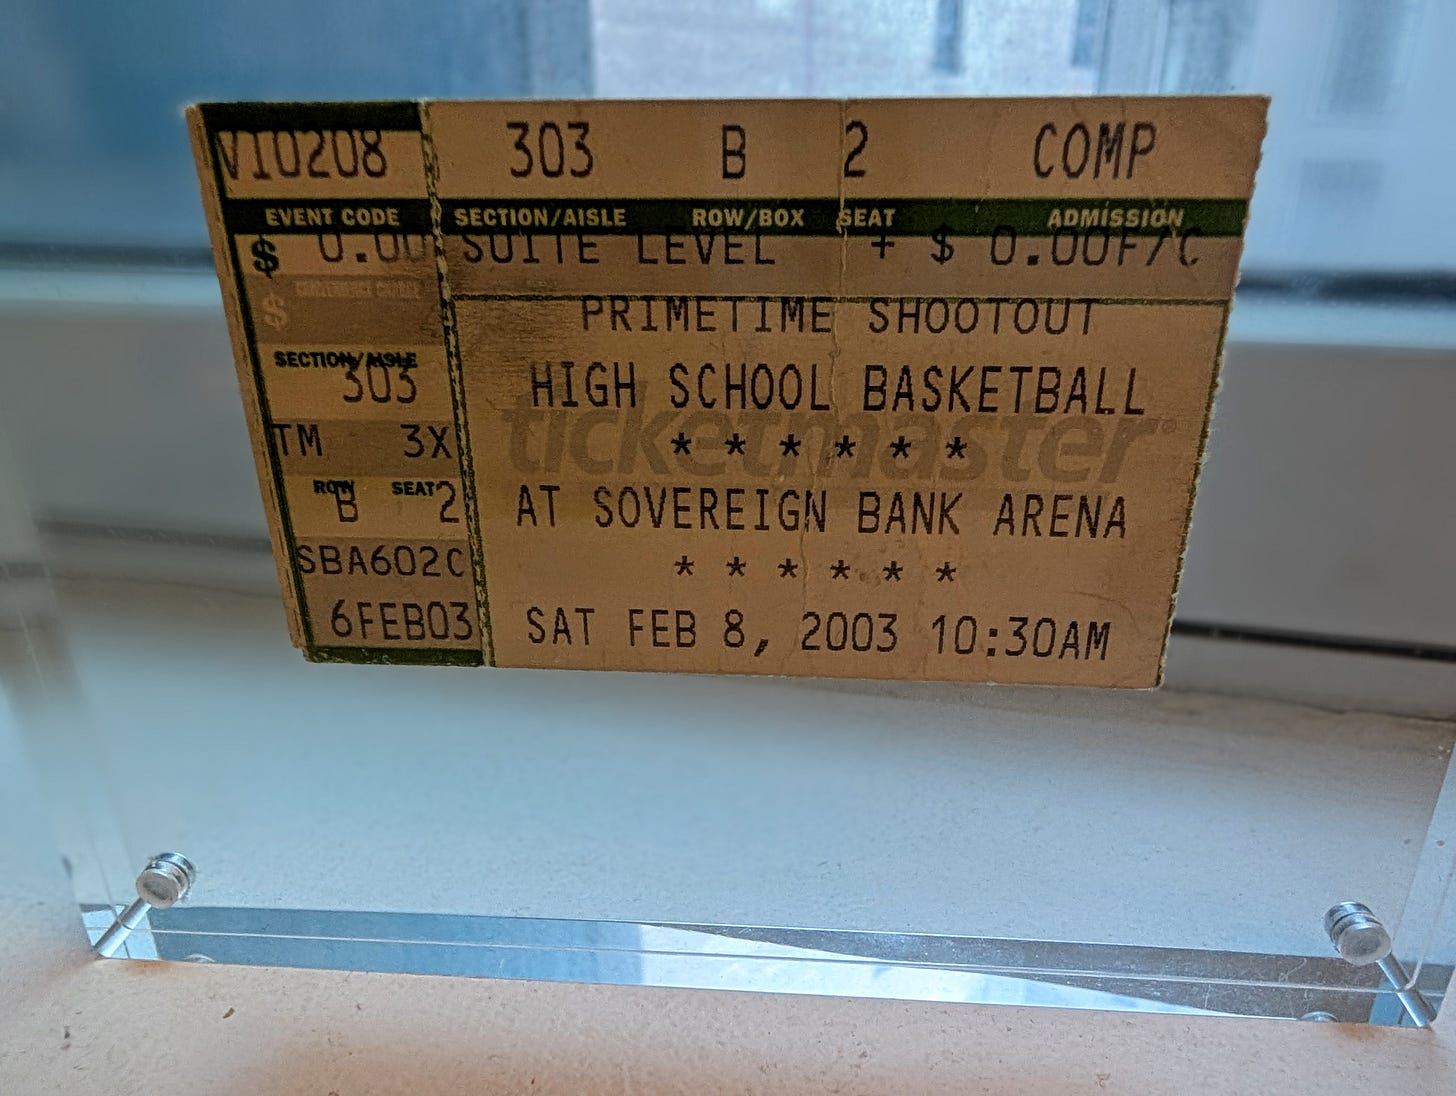 V10208 303 B 2 COMP
EVENT CODE SECTION/AISLE ROW/BOX SEAT ADMISSION
$ 0.00 SUITE LEVEL + $ 0.00F/C
$
PRIMETIME SHOOTOUT
SECTION/AISLE
303
HIGH SCHOOL BASKETBALL
ticketmaster®
* * * * * *
TM 3X
ROW SEAT
B 2
AT SOVEREIGN BANK ARENA
SBA602C
* * * * * *
6FEB03
SAT FEB 8, 2003 10:30AM